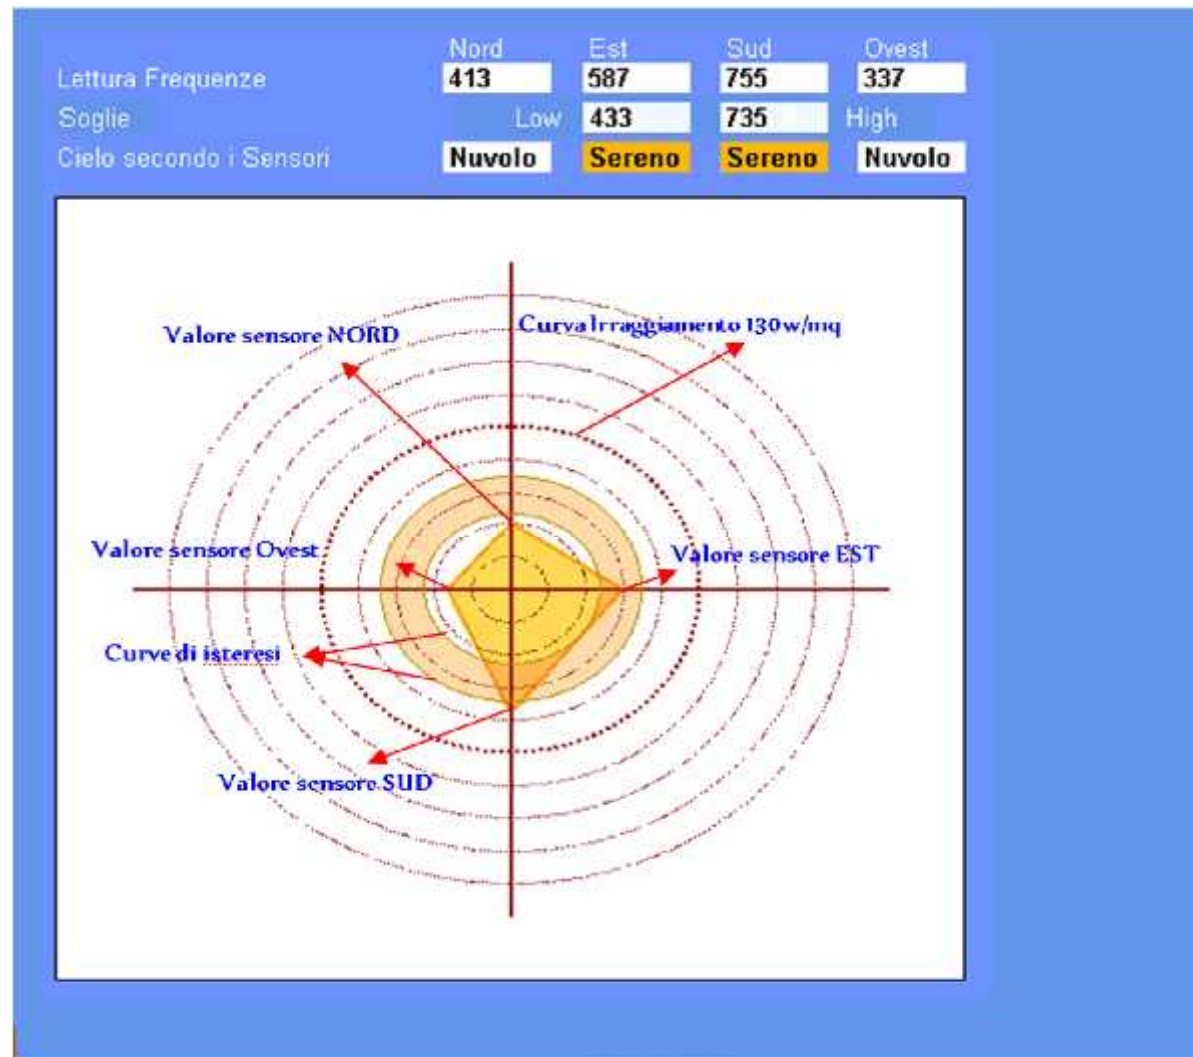 Nord Est Sud Ovest
Lettura Frequenze 413 587 755 337
Soglie Low 433 735 High
Cielo secondo i Sensori Nuvolo Sereno Sereno Nuvolo
Curva Irraggiamento 130w/mq
Valore sensore NORD
Valore sensore Ovest
Valore sensore EST
Curve di isteresi
Valore sensore SUD